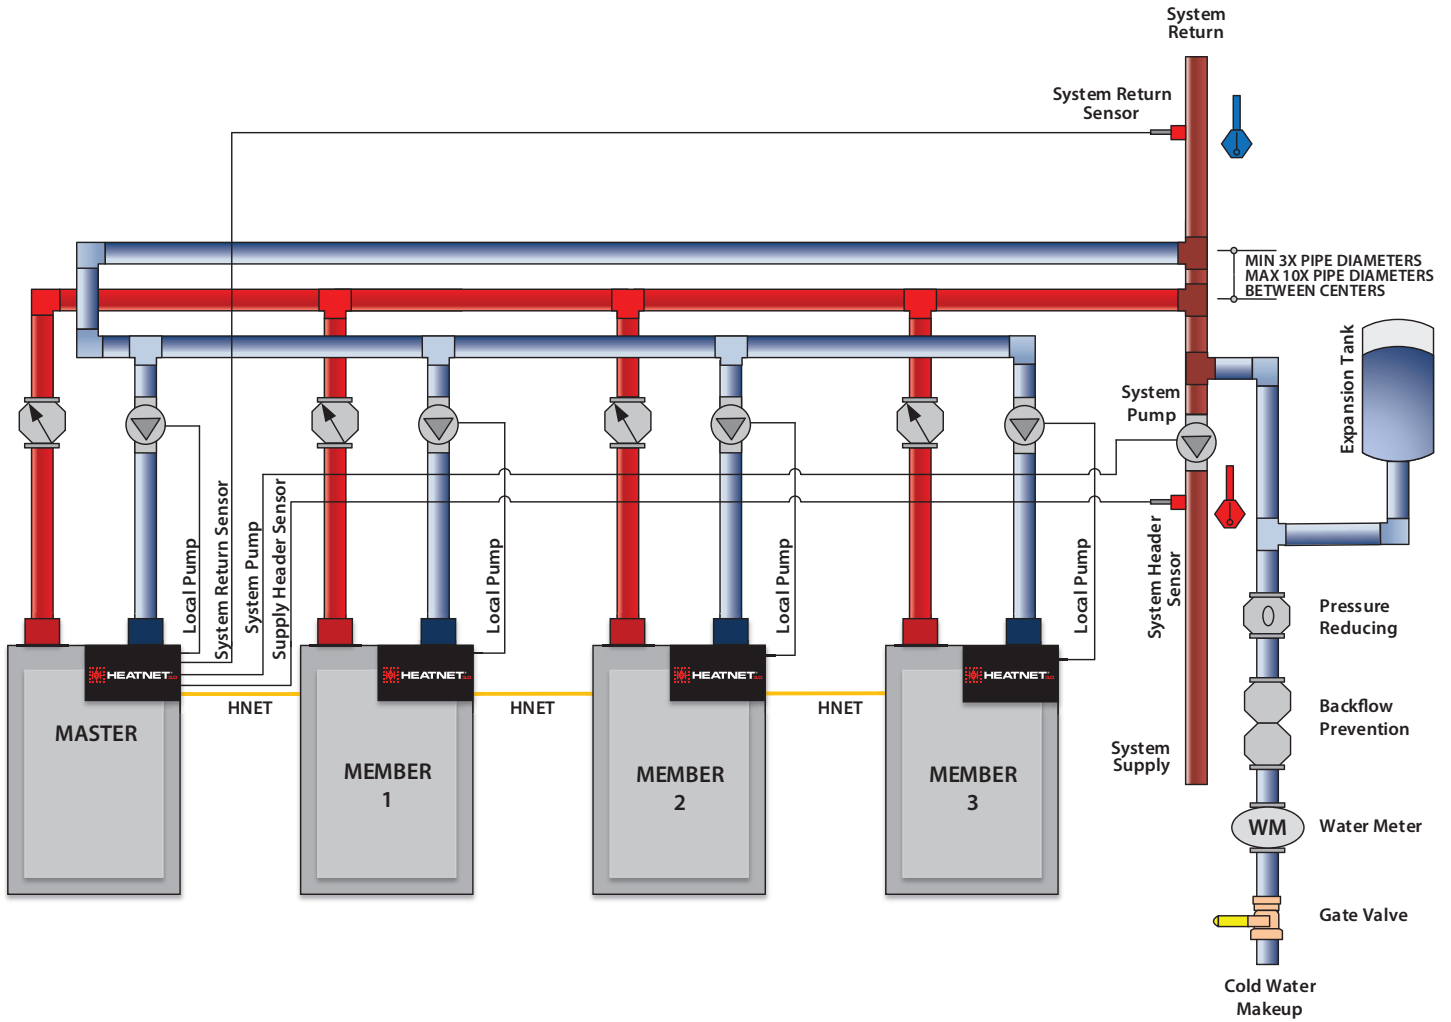 System
Return
System Return
Sensor
MIN 3X PIPE DIAMETERS
MAX 10X PIPE DIAMETERS
BETWEEN CENTERS
Expansion Tank
System
Pump
Local Pump
System Return Sensor
System Pump
Supply Header Sensor
Local Pump
Local Pump
Local Pump
System Header
Sensor
Pressure
Reducing
HEATNET
HEATNET
HEATNET
HEATNET
HNET
HNET
HNET
Backflow
Prevention
MASTER
MEMBER
1
MEMBER
2
MEMBER
3
System
Supply
WM
Water Meter
Gate Valve
Cold Water
Makeup